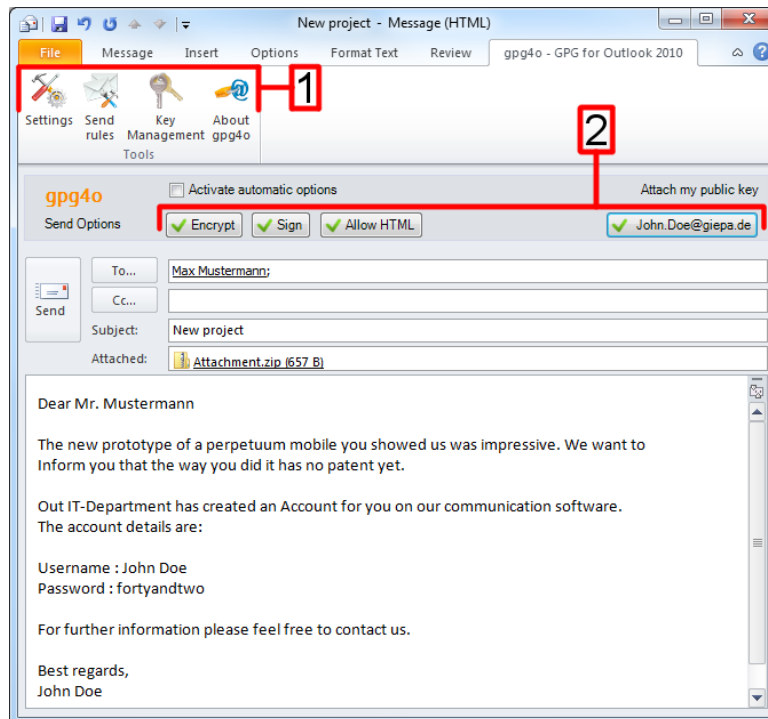 New project - Message (HTML)
File Message Insert Options Format Text Review gpg4o - GPG for Outlook 2010
1
Settings Send rules Key Management About gpg4o
Tools
2
gpg4o Activate automatic options Attach my public key
Send Options Encrypt Sign Allow HTML John.Doe@giepa.de
To... Max Mustermann;
Cc...
Send
Subject: New project
Attached: Attachment.zip (657 B)
Dear Mr. Mustermann
The new prototype of a perpetuum mobile you showed us was impressive. We want to
Inform you that the way you did it has no patent yet.
Out IT-Department has created an Account for you on our communication software.
The account details are:
Username : John Doe
Password : fortyandtwo
For further information please feel free to contact us.
Best regards,
John Doe